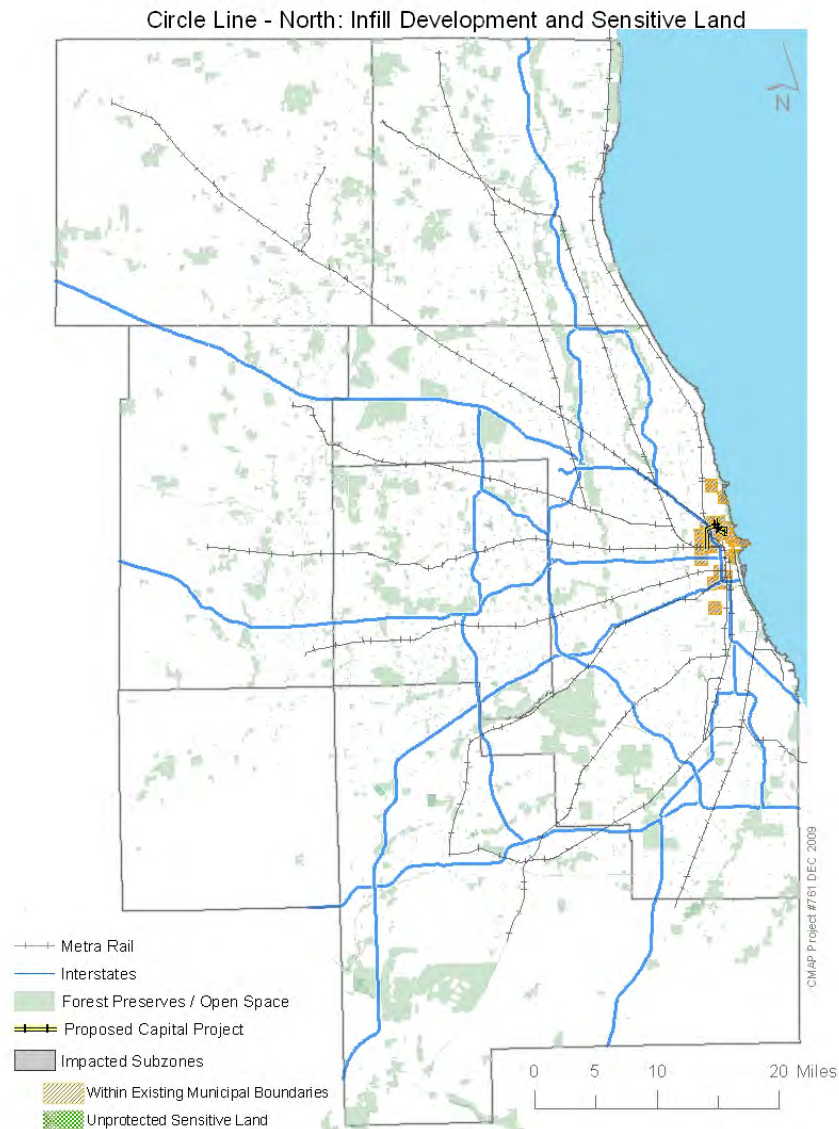 Circle Line - North: Infill Development and Sensitive Land
N
CMAP Project #761 DEC 2009
Metra Rail
Interstates
Forest Preserves / Open Space
Proposed Capital Project
Impacted Subzones
Within Existing Municipal Boundaries
Unprotected Sensitive Land
0 5 10 20 Miles